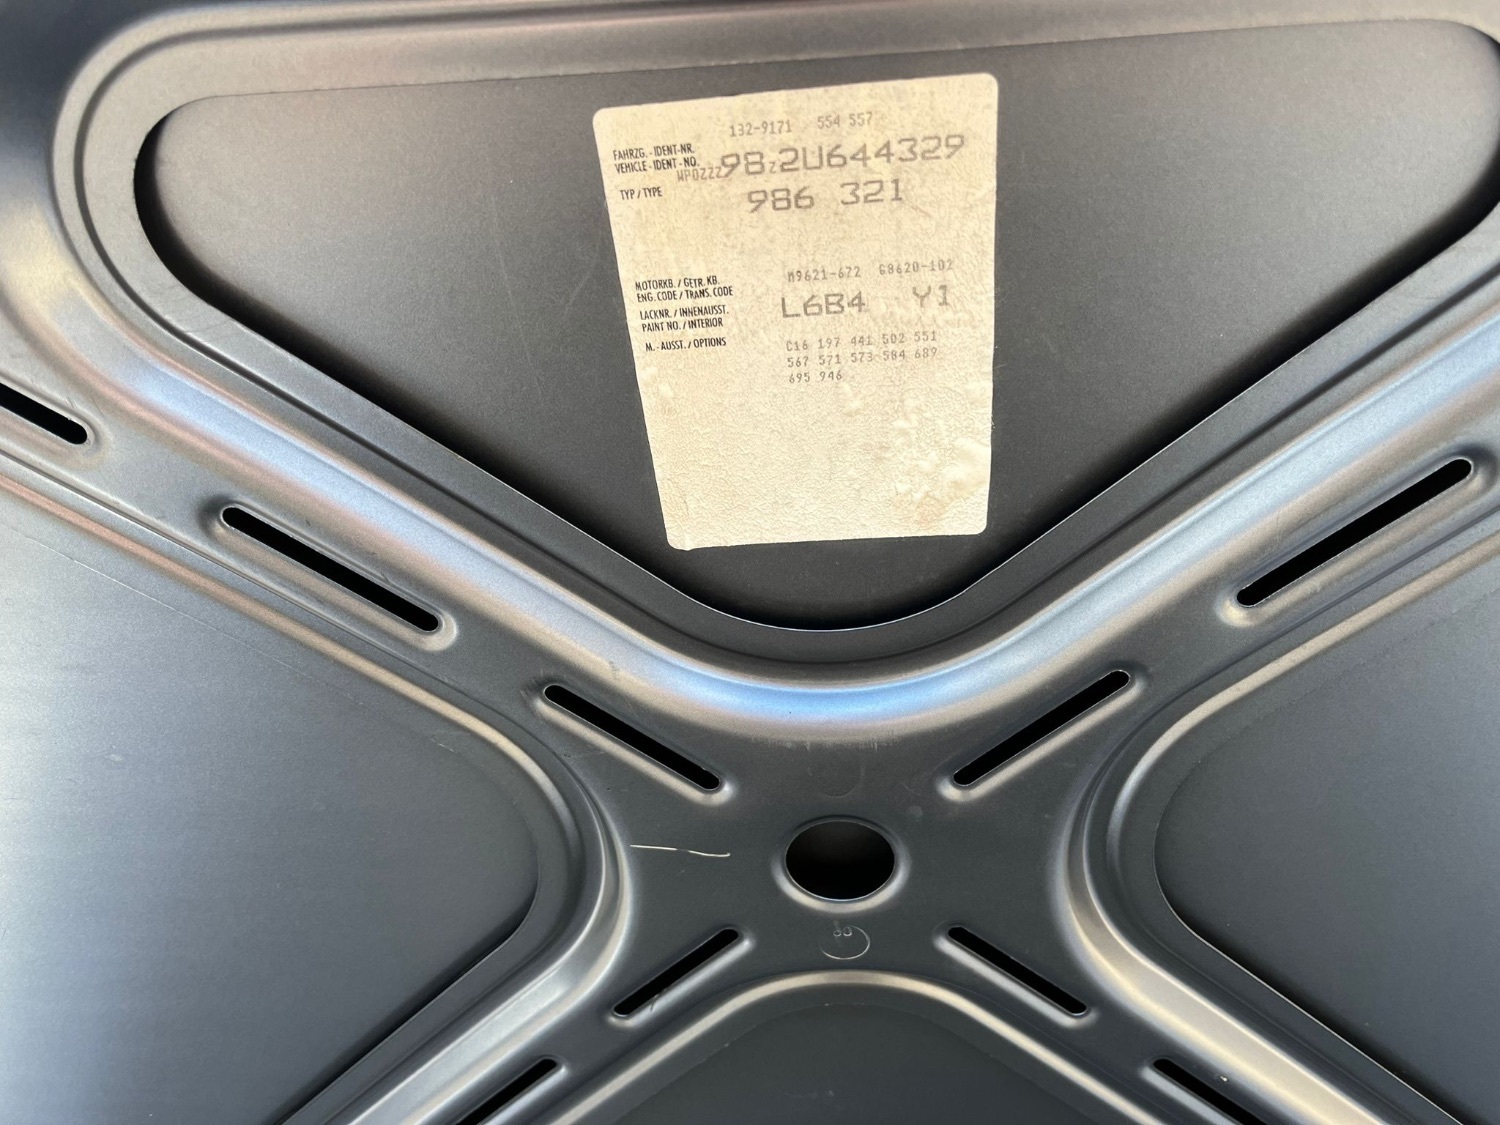 132-9171 554 557
FAHRZG.-IDENT-NR.
VEHICLE-IDENT-NO. WP0ZZZ98Z2U644329
TYP/TYPE 986 321
MOTORKB./GETR.KB. M9621-672 G8620-102
ENG.CODE/TRANS.CODE
LACKNR./INNENAUSST. L6B4 Y1
PAINT NO./INTERIOR
M.-AUSST./OPTIONS C16 197 441 502 551
567 571 573 584 689
695 946